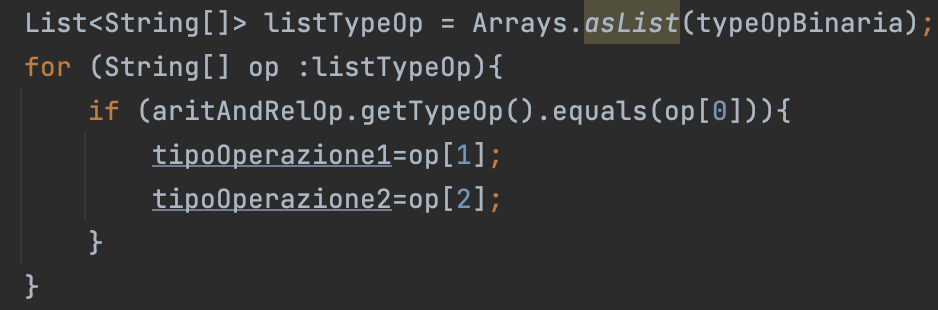 List<String[]> listTypeOp = Arrays.asList(typeOpBinaria);
for (String[] op :listTypeOp){
if (aritAndRelOp.getTypeOp().equals(op[0])){
tipoOperazione1=op[1];
tipoOperazione2=op[2];
}
}